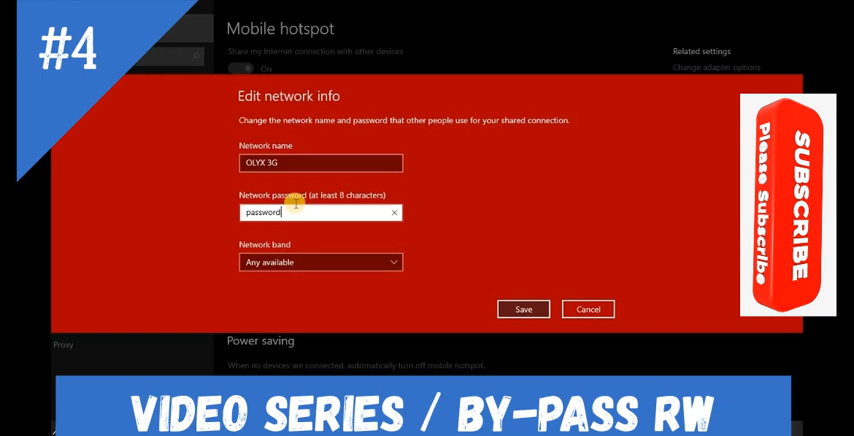 #4
Mobile hotspot
Share my Internet connection with other devices
On
Related settings
Change adapter options
Edit network info
Change the network name and password that other people use for your shared connection.
Network name
OLYX 3G
Network password (at least 8 characters)
password
Network band
Any available
Save
Cancel
Please Subscribe
SUBSCRIBE
Proxy
Power saving
When no devices are connected, automatically turn off mobile hotspot.
VIDEO SERIES / BY-PASS RW